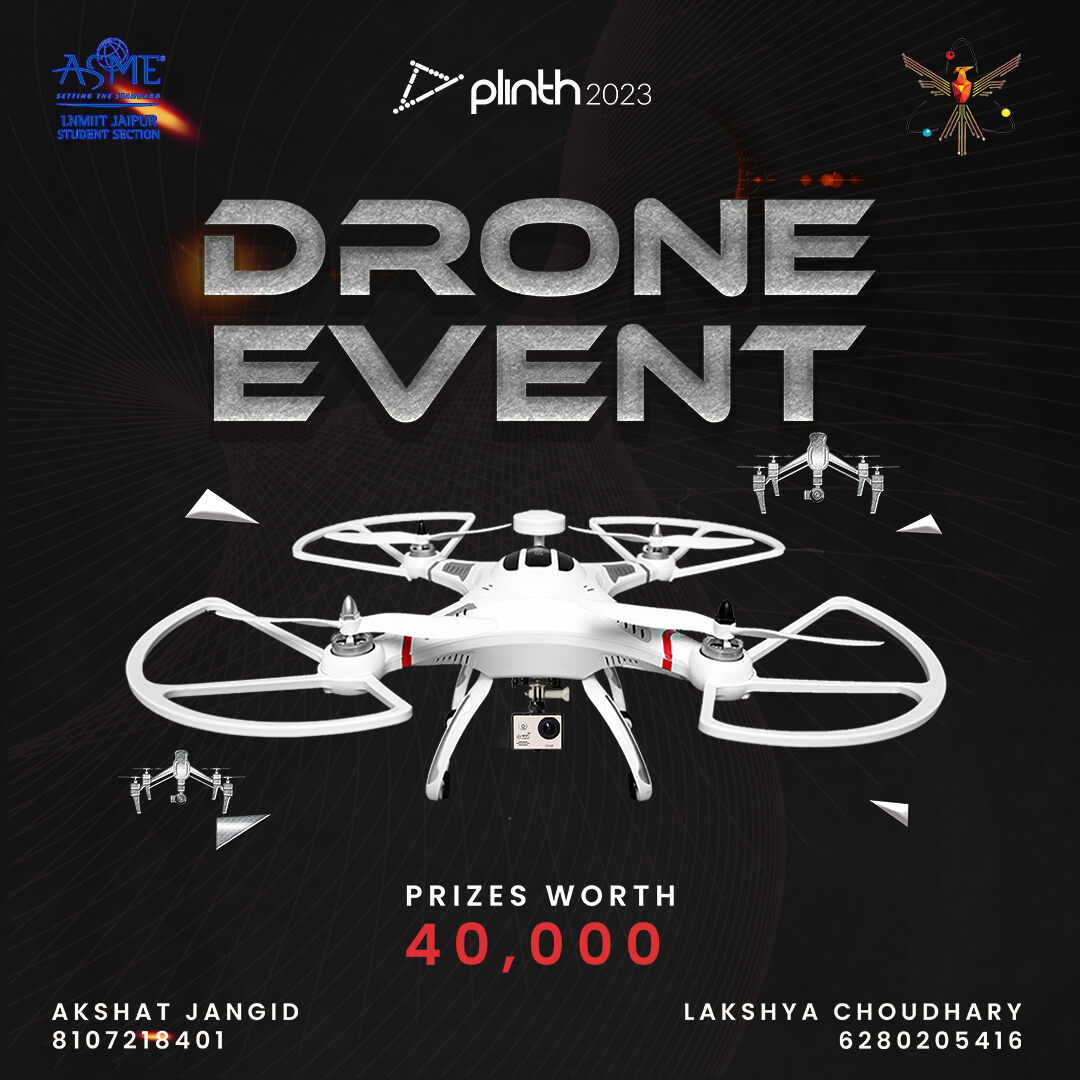 ASME
SETTING THE STANDARD
LNMIIT JAIPUR
STUDENT SECTION
plinth 2023
DRONE
EVENT
PRIZES WORTH
40,000
AKSHAT JANGID
8107218401
LAKSHYA CHOUDHARY
6280205416